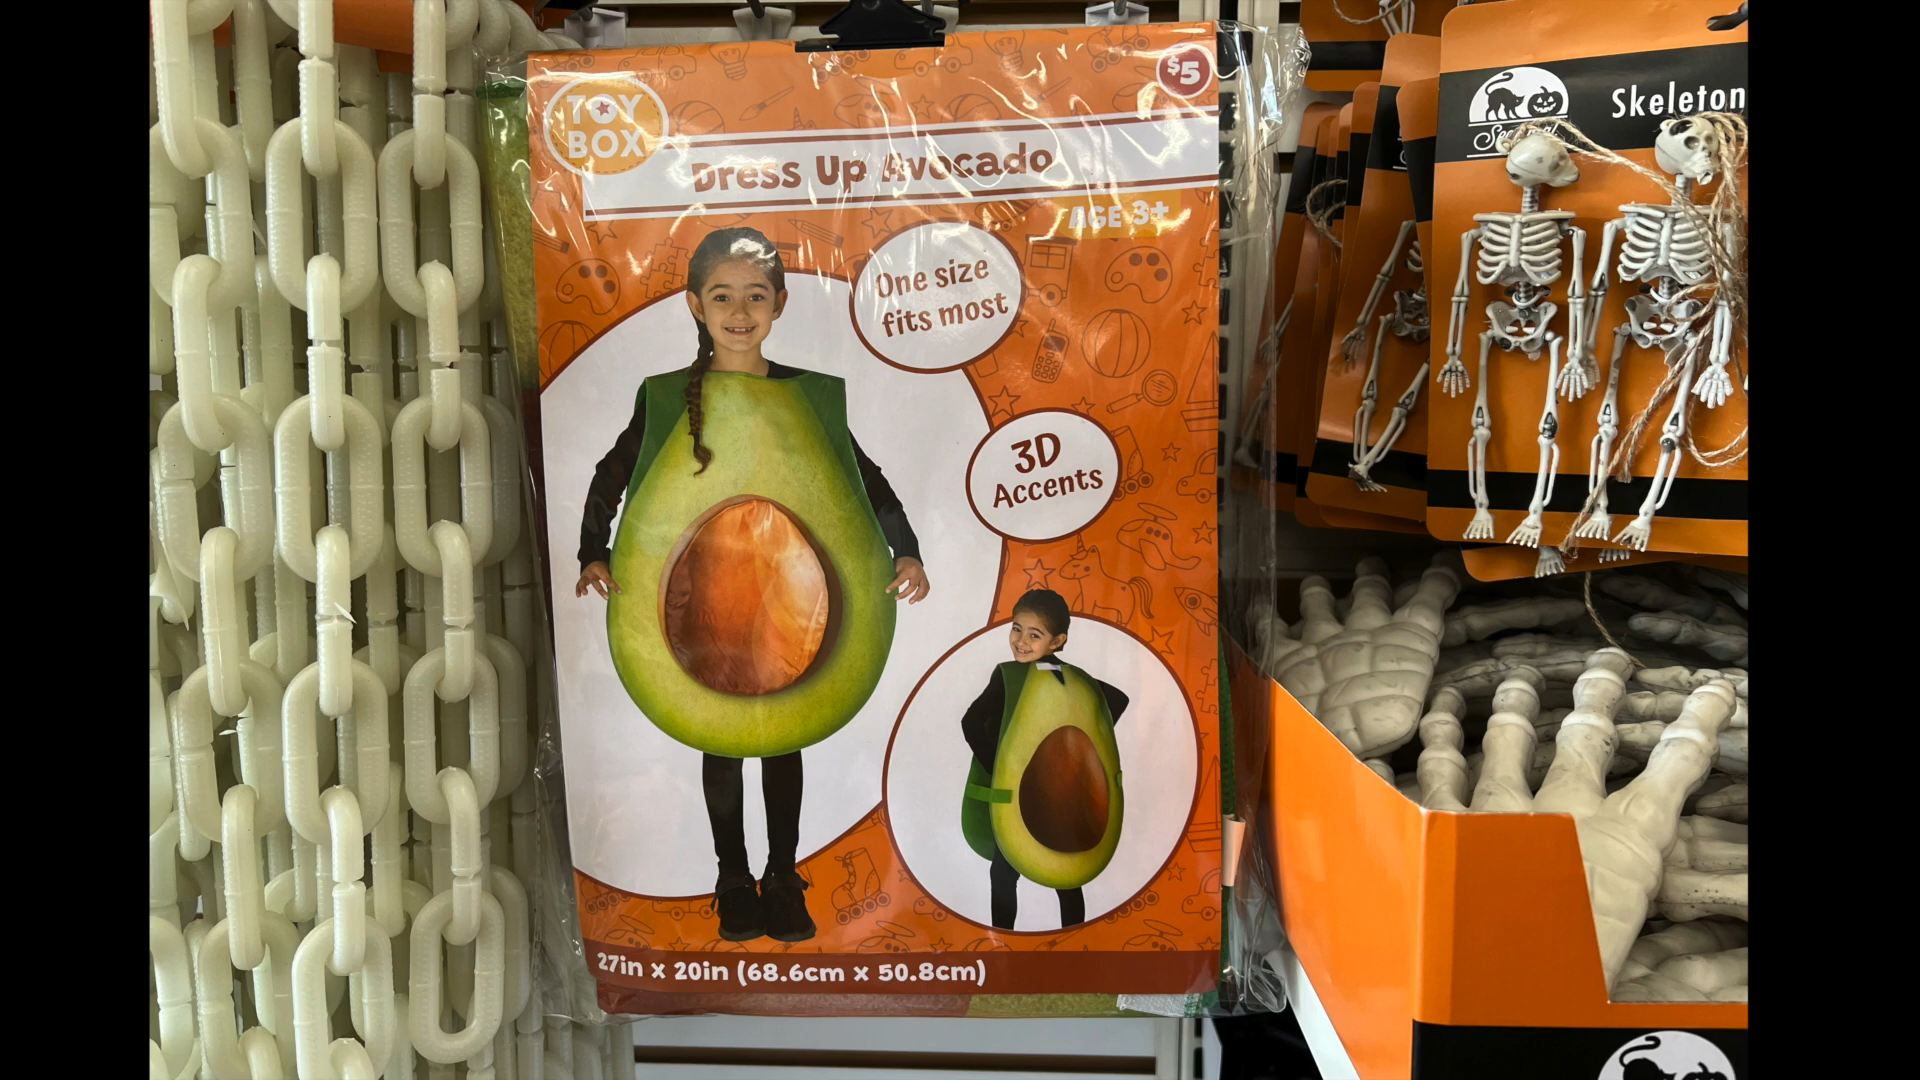 TOY
BOX
$5
Dress Up Avocado
AGE 3+
One size
fits most
3D
Accents
27in x 20in (68.6cm x 50.8cm)
Skeleton